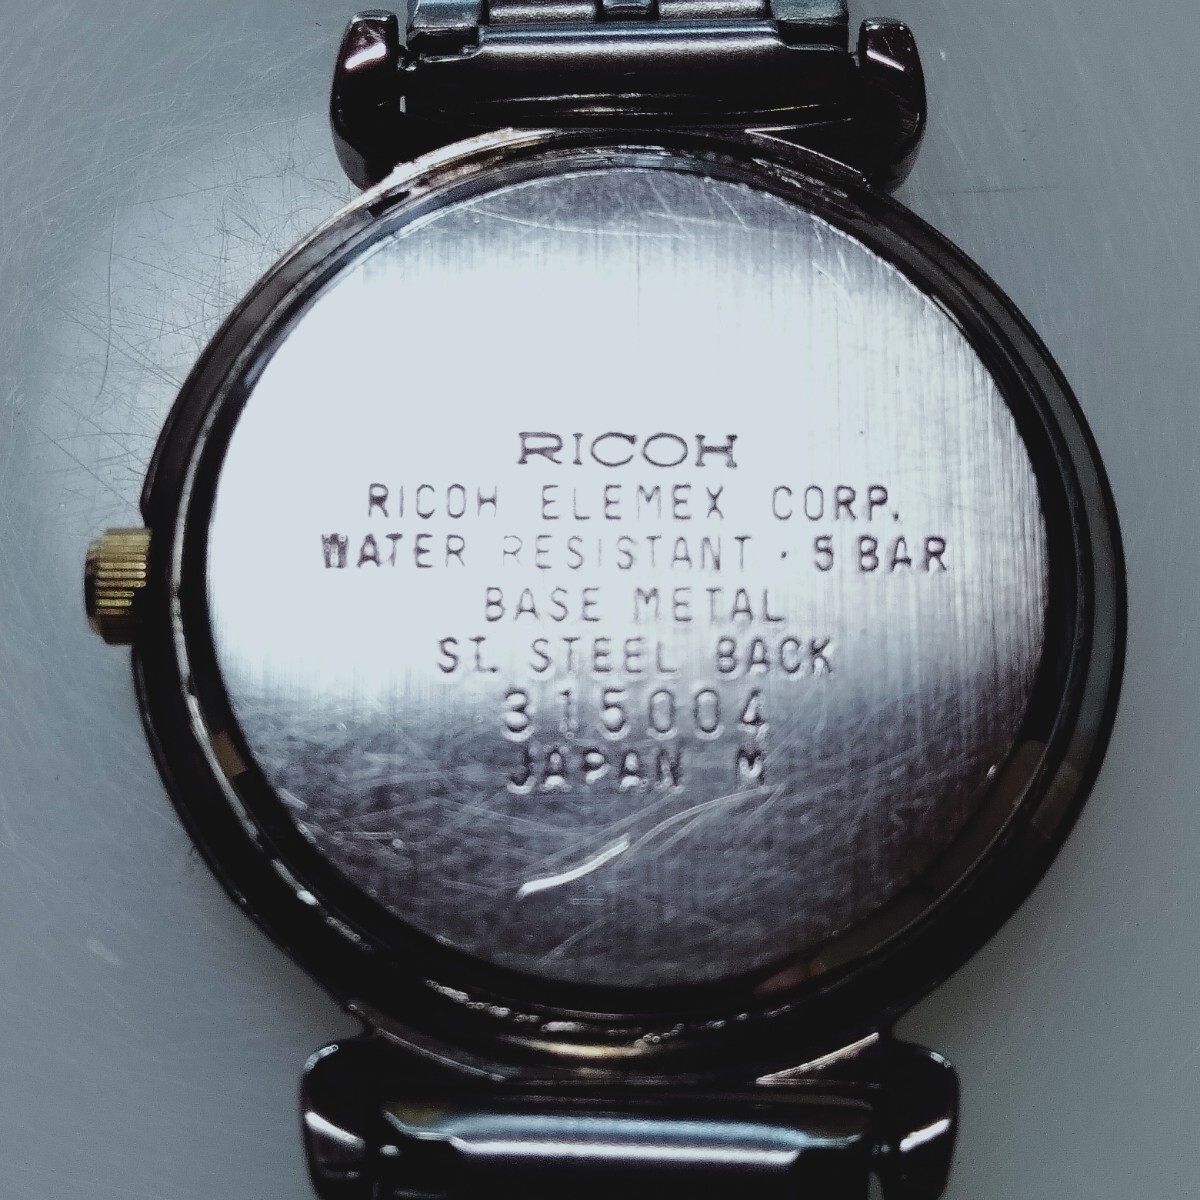 RICOH
RICOH ELEMEX CORP.
WATER RESISTANT · 5 BAR
BASE METAL
ST. STEEL BACK
315004
JAPAN M